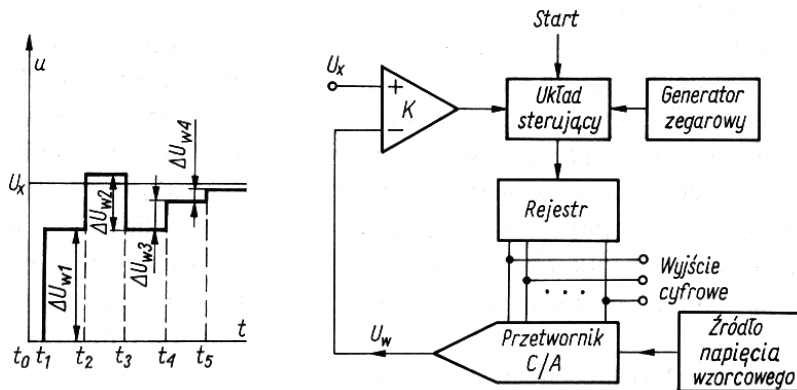 u
U_x
ΔU_w1
ΔU_w2
ΔU_w3
ΔU_w4
t
t_0 t_1 t_2 t_3 t_4 t_5
Start
U_x
+
K
−
Układ
sterujący
Generator
zegarowy
Rejestr
Wyjście
cyfrowe
. . .
U_w
Przetwornik
C/A
Źródło
napięcia
wzorcowego